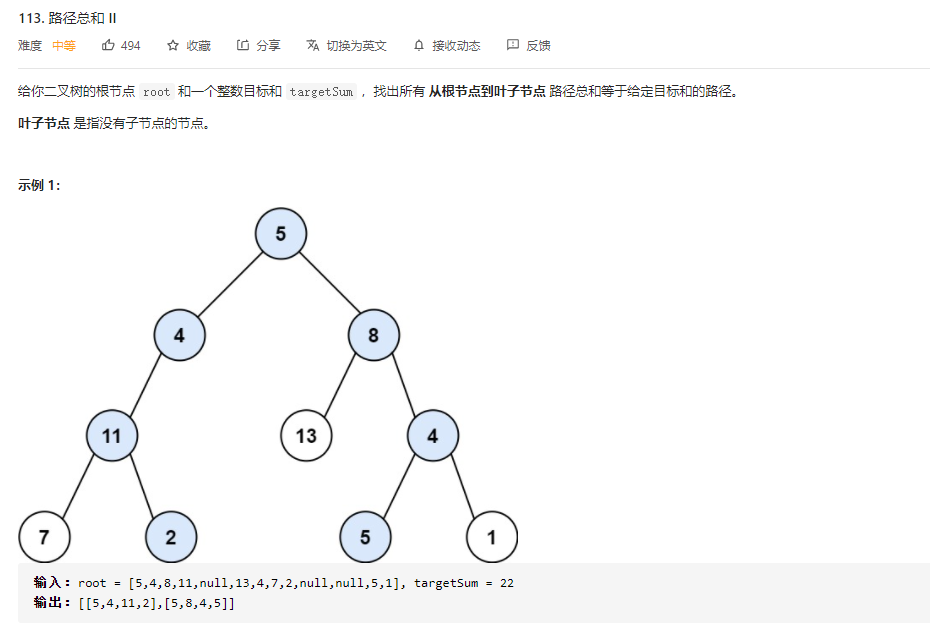 113. 路径总和 II
难度 中等 494 收藏 分享 切换为英文 接收动态 反馈
给你二叉树的根节点 root 和一个整数目标和 targetSum ，找出所有 从根节点到叶子节点 路径总和等于给定目标和的路径。
叶子节点 是指没有子节点的节点。
示例 1：
5
4 8
11 13 4
7 2 5 1
输入：root = [5,4,8,11,null,13,4,7,2,null,null,5,1], targetSum = 22
输出：[[5,4,11,2],[5,8,4,5]]